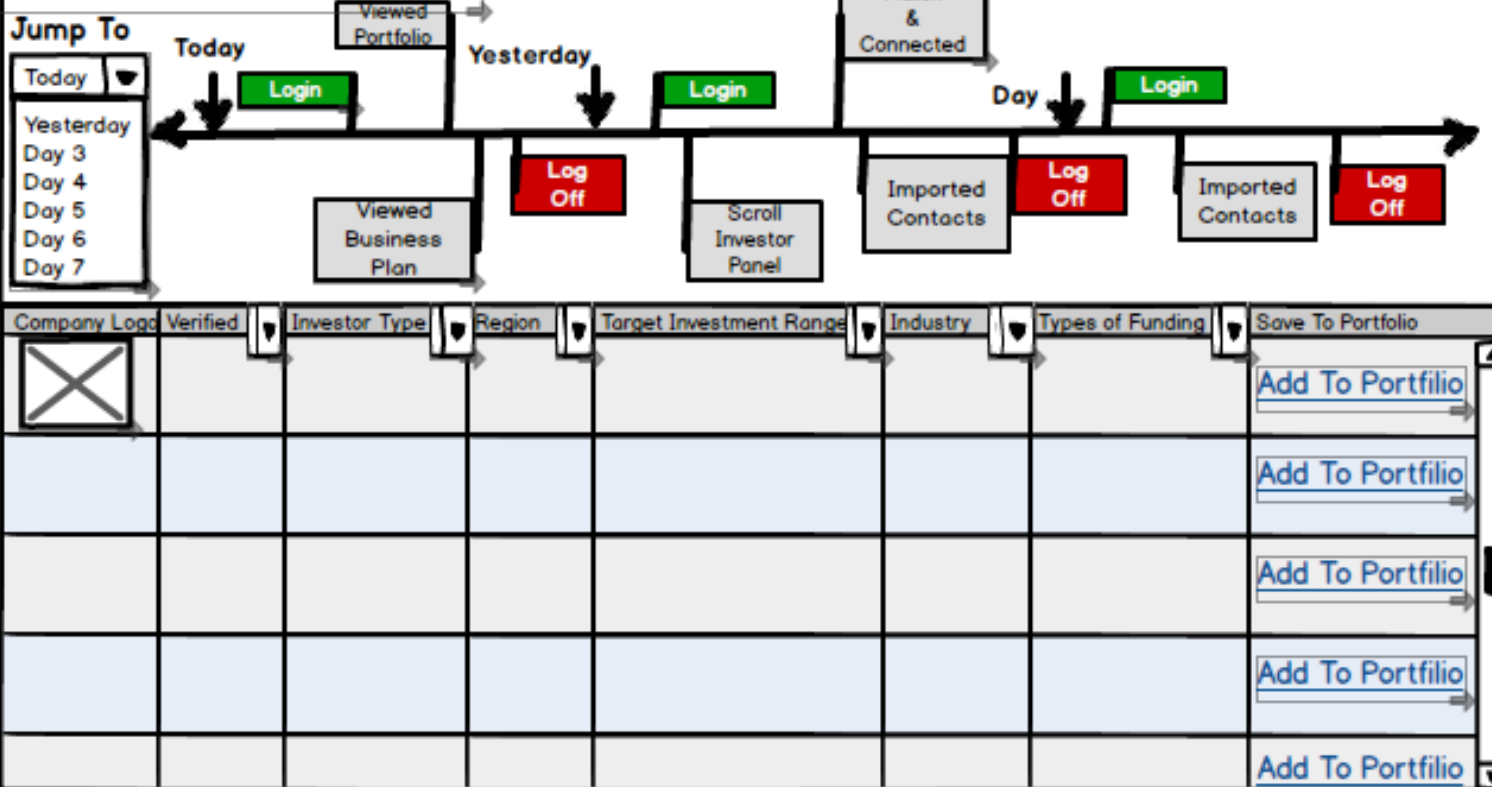 Jump To
Today
Yesterday
Day 3
Day 4
Day 5
Day 6
Day 7
Today
Login
Viewed
Portfolio
Viewed
Business
Plan
Yesterday
Log
Off
Login
Scroll
Investor
Panel
&
Connected
Imported
Contacts
Day
Log
Off
Login
Imported
Contacts
Log
Off
Company Logo Verified Investor Type Region Target Investment Range Industry Types of Funding Save To Portfolio
Add To Portfilio
Add To Portfilio
Add To Portfilio
Add To Portfilio
Add To Portfilio